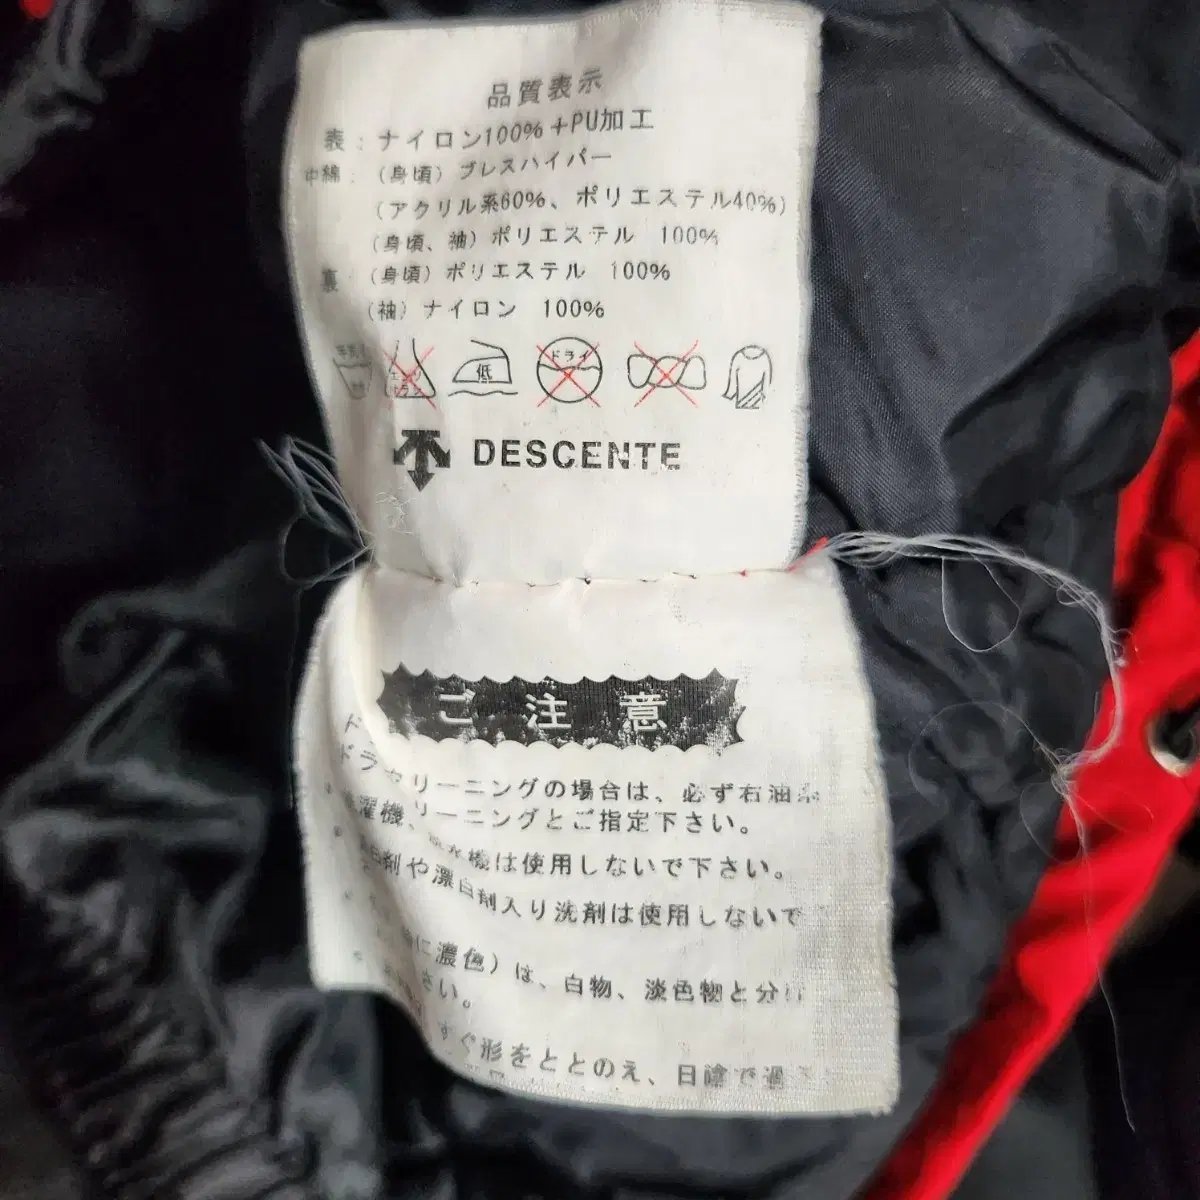 品質表示
表：ナイロン100%+PU加工
中綿：（身頃）ブレスハイパー
（アクリル系60%、ポリエステル40%）
（身頃、袖）ポリエステル 100%
裏：（身頃）ポリエステル 100%
（袖）ナイロン 100%
低 ドライ
DESCENTE
ご注意
リーニングの場合は、必ず石油系
リーニングとご指定下さい。
濯機、 水機は使用しないで下さい。
剤や漂白剤入り洗剤は使用しないで
に濃色）は、白物、淡色物と分け
さい。
すぐ形をととのえ、日陰で